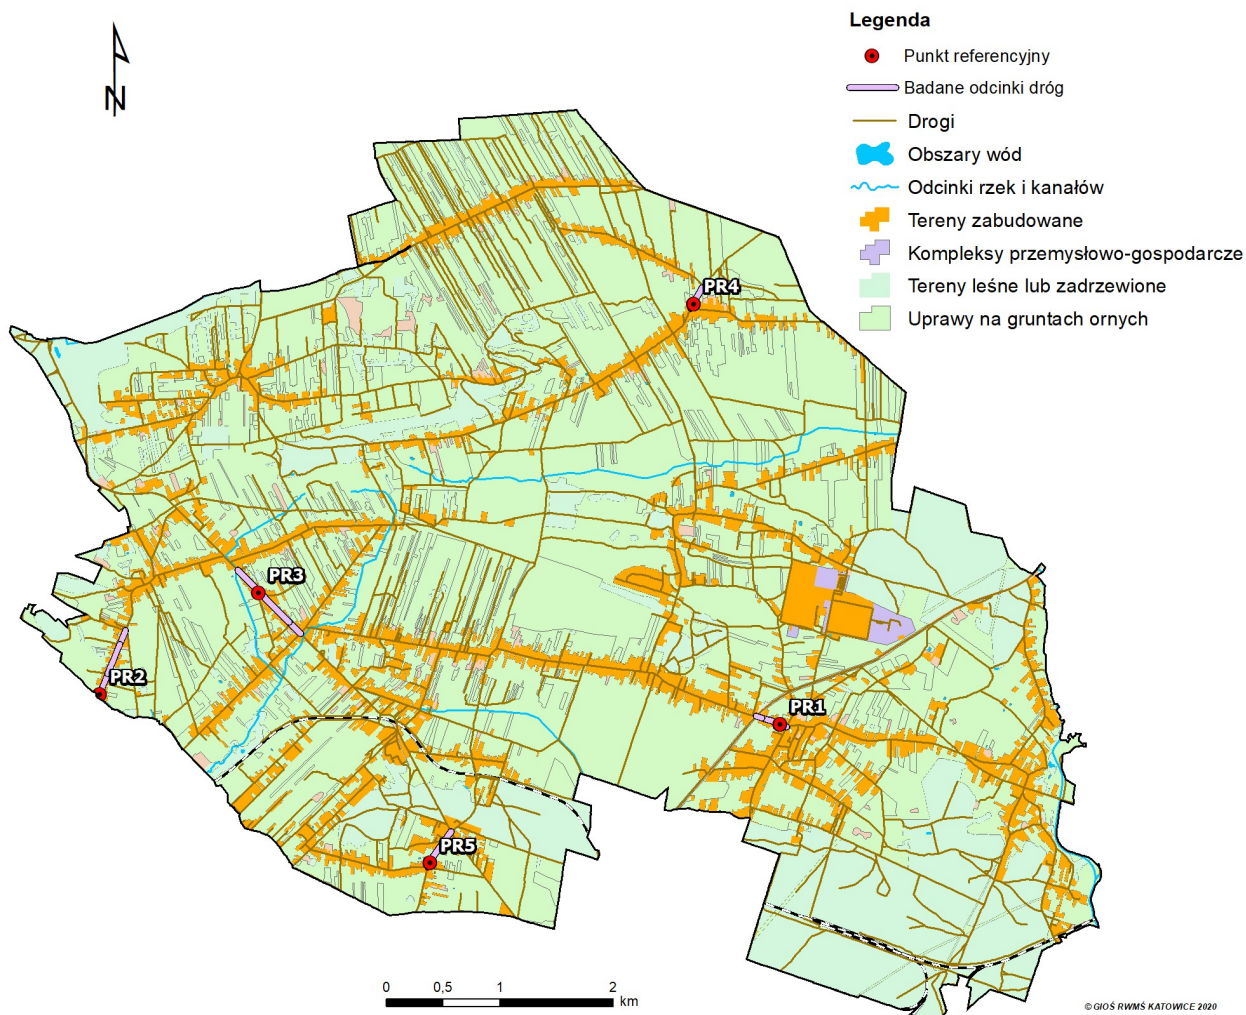 Legenda
Punkt referencyjny
Badane odcinki dróg
Drogi
Obszary wód
Odcinki rzek i kanałów
Tereny zabudowane
Kompleksy przemysłowo-gospodarcze
Tereny leśne lub zadrzewione
Uprawy na gruntach ornych
N
PR4
PR3
PR2
PR1
PR5
0 0,5 1 2
km
© GIOŚ RWMŚ KATOWICE 2020